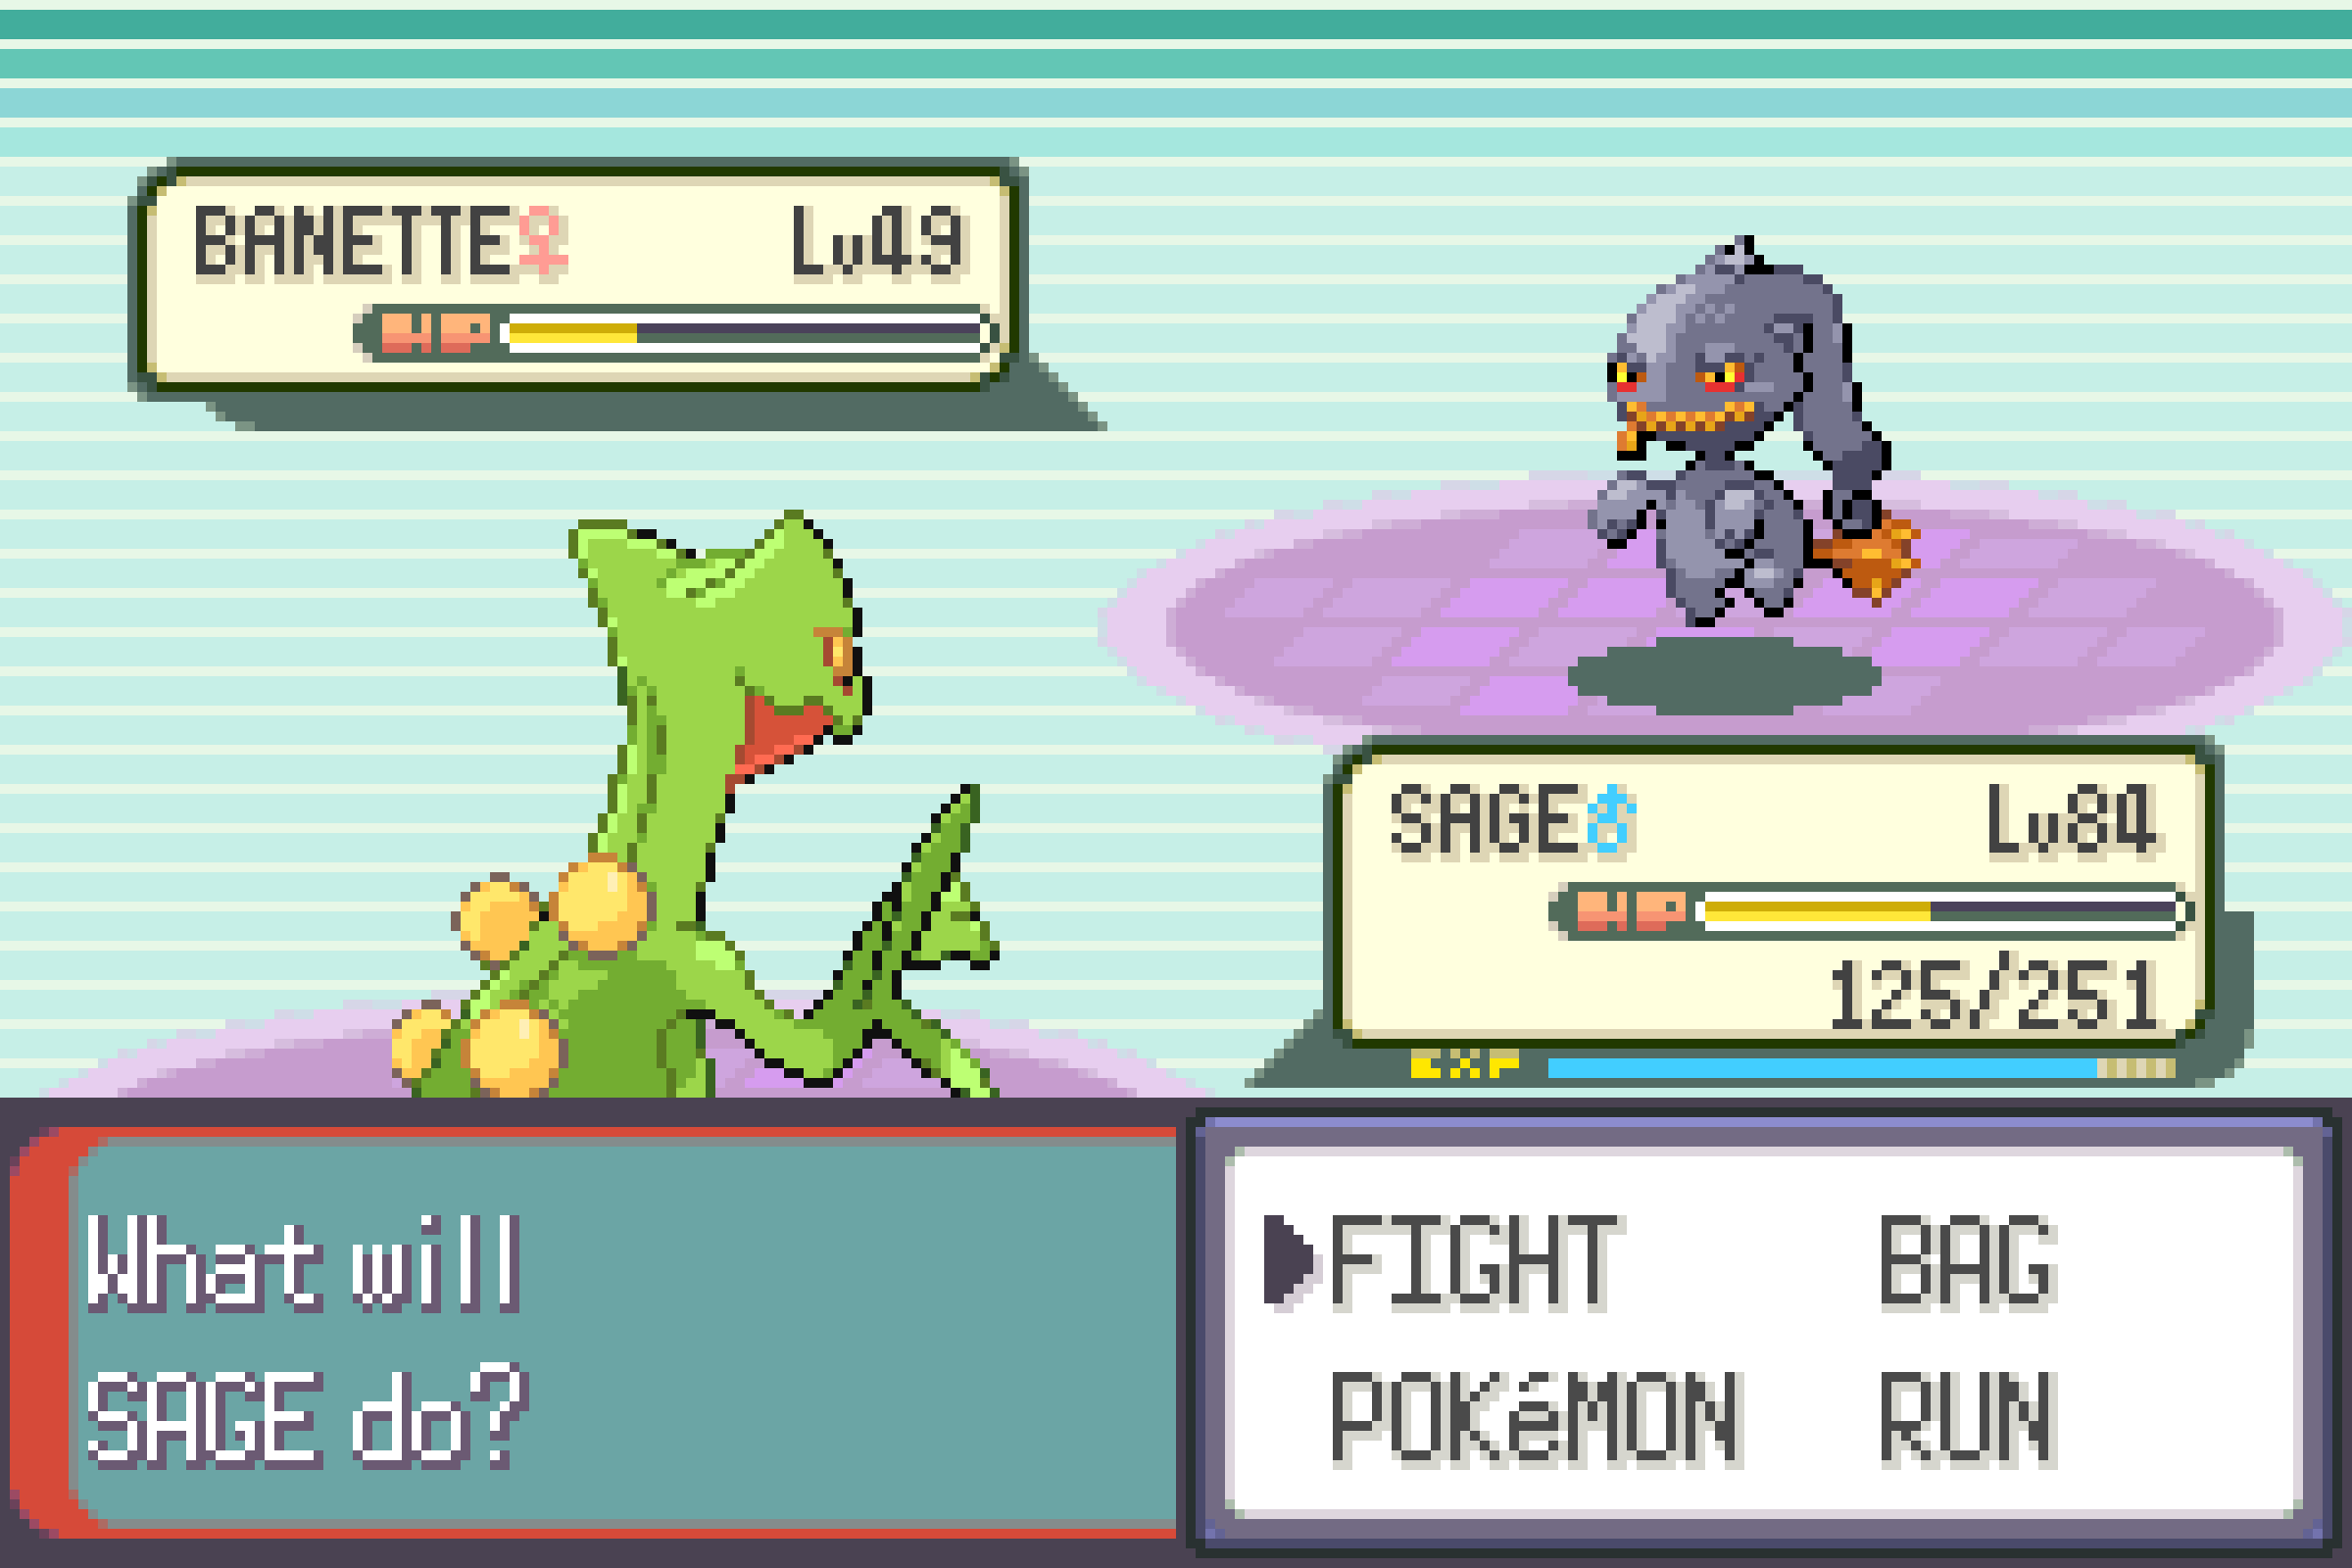 BANETTE♀ Lv49
HP
SAGE♂ Lv84
HP
125/251
EXP
What will
SAGE do?
FIGHT BAG
POKéMON RUN